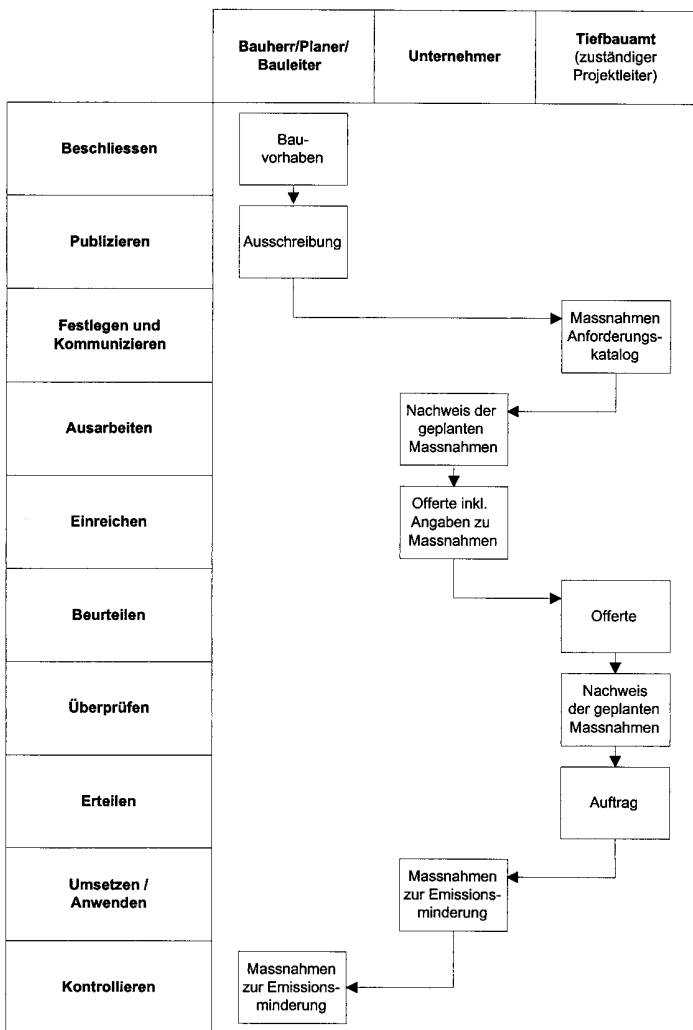 Bauherr/Planer/
Bauleiter
Unternehmer
Tiefbauamt
(zuständiger
Projektleiter)
Beschliessen
Bau-
vorhaben
Publizieren
Ausschreibung
Festlegen und
Kommunizieren
Massnahmen
Anforderungs-
katalog
Ausarbeiten
Nachweis der
geplanten
Massnahmen
Einreichen
Offerte inkl.
Angaben zu
Massnahmen
Beurteilen
Offerte
Überprüfen
Nachweis
der geplanten
Massnahmen
Erteilen
Auftrag
Umsetzen /
Anwenden
Massnahmen
zur Emissions-
minderung
Kontrollieren
Massnahmen
zur Emissions-
minderung